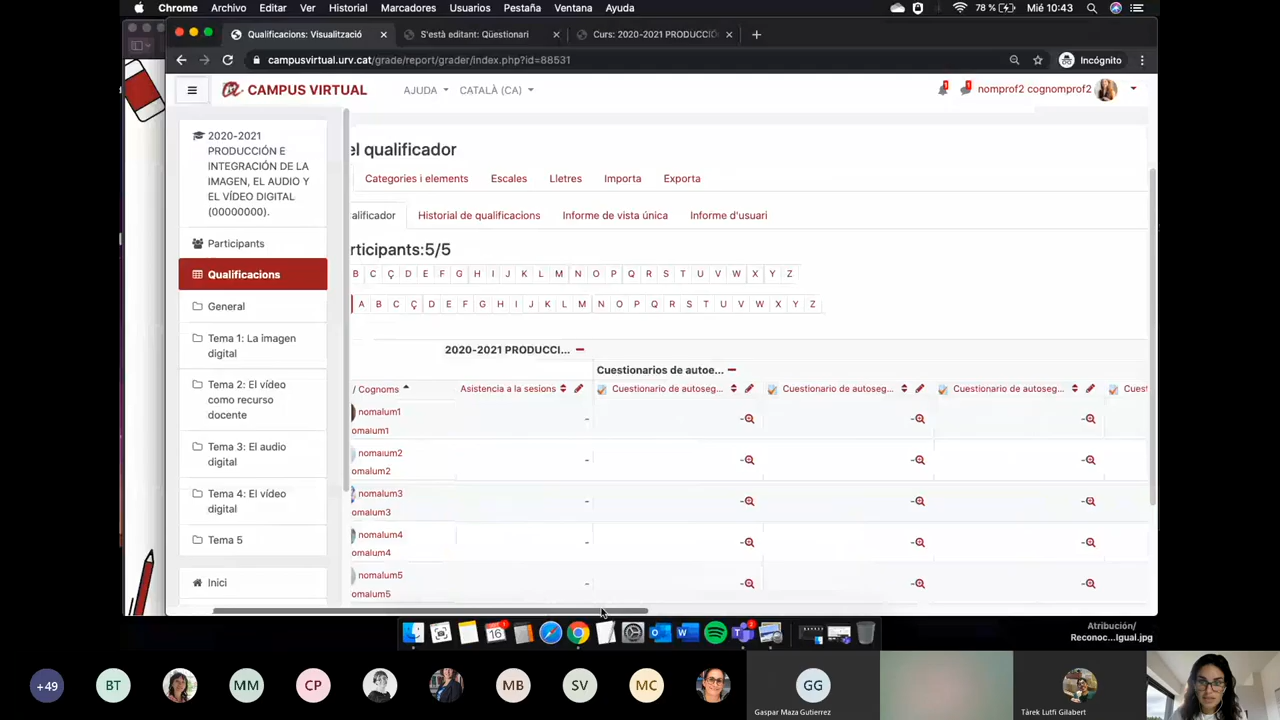 Chrome Archivo Editar Ver Historial Marcadores Usuarios Pestaña Ventana Ayuda 78 % Mié 10:43
Qualificacions: Visualització
S'està editant: Qüestionari
Curs: 2020-2021 PRODUCCIÓ
campusvirtual.urv.cat/grade/report/grader/index.php?id=88531
Incógnito
CAMPUS VIRTUAL
AJUDA
CATALÀ (CA)
nomprof2 cognomprof2
2020-2021
PRODUCCIÓN E
INTEGRACIÓN DE LA
IMAGEN, EL AUDIO Y
EL VÍDEO DIGITAL
(00000000).
Participants
Qualificacions
General
Tema 1: La imagen
digital
Tema 2: El vídeo
como recurso
docente
Tema 3: El audio
digital
Tema 4: El vídeo
digital
Tema 5
Inici
el qualificador
Categories i elements Escales Lletres Importa Exporta
alificador Historial de qualificacions Informe de vista única Informe d'usuari
rticipants:5/5
B C Ç D E F G H I J K L M N O P Q R S T U V W X Y Z
A B C Ç D E F G H I J K L M N O P Q R S T U V W X Y Z
2020-2021 PRODUCCI...
Cuestionarios de autoe...
/ Cognoms Asistencia a la sesions Cuestionario de autoseg... Cuestionario de autoseg... Cuestionario de autoseg... Cuest
nomalum1 - - - -
omalum1
nomalum2 - - - -
omalum2
nomalum3 - - - -
omalum3
nomalum4 - - - -
omalum4
nomalum5 - - - -
omalum5
16
2
Atribución/
Reconoc...Igual.jpg
+49 BT MM CP MB SV MC GG
Gaspar Maza Gutierrez
Tàrek Lutfi Gilabert